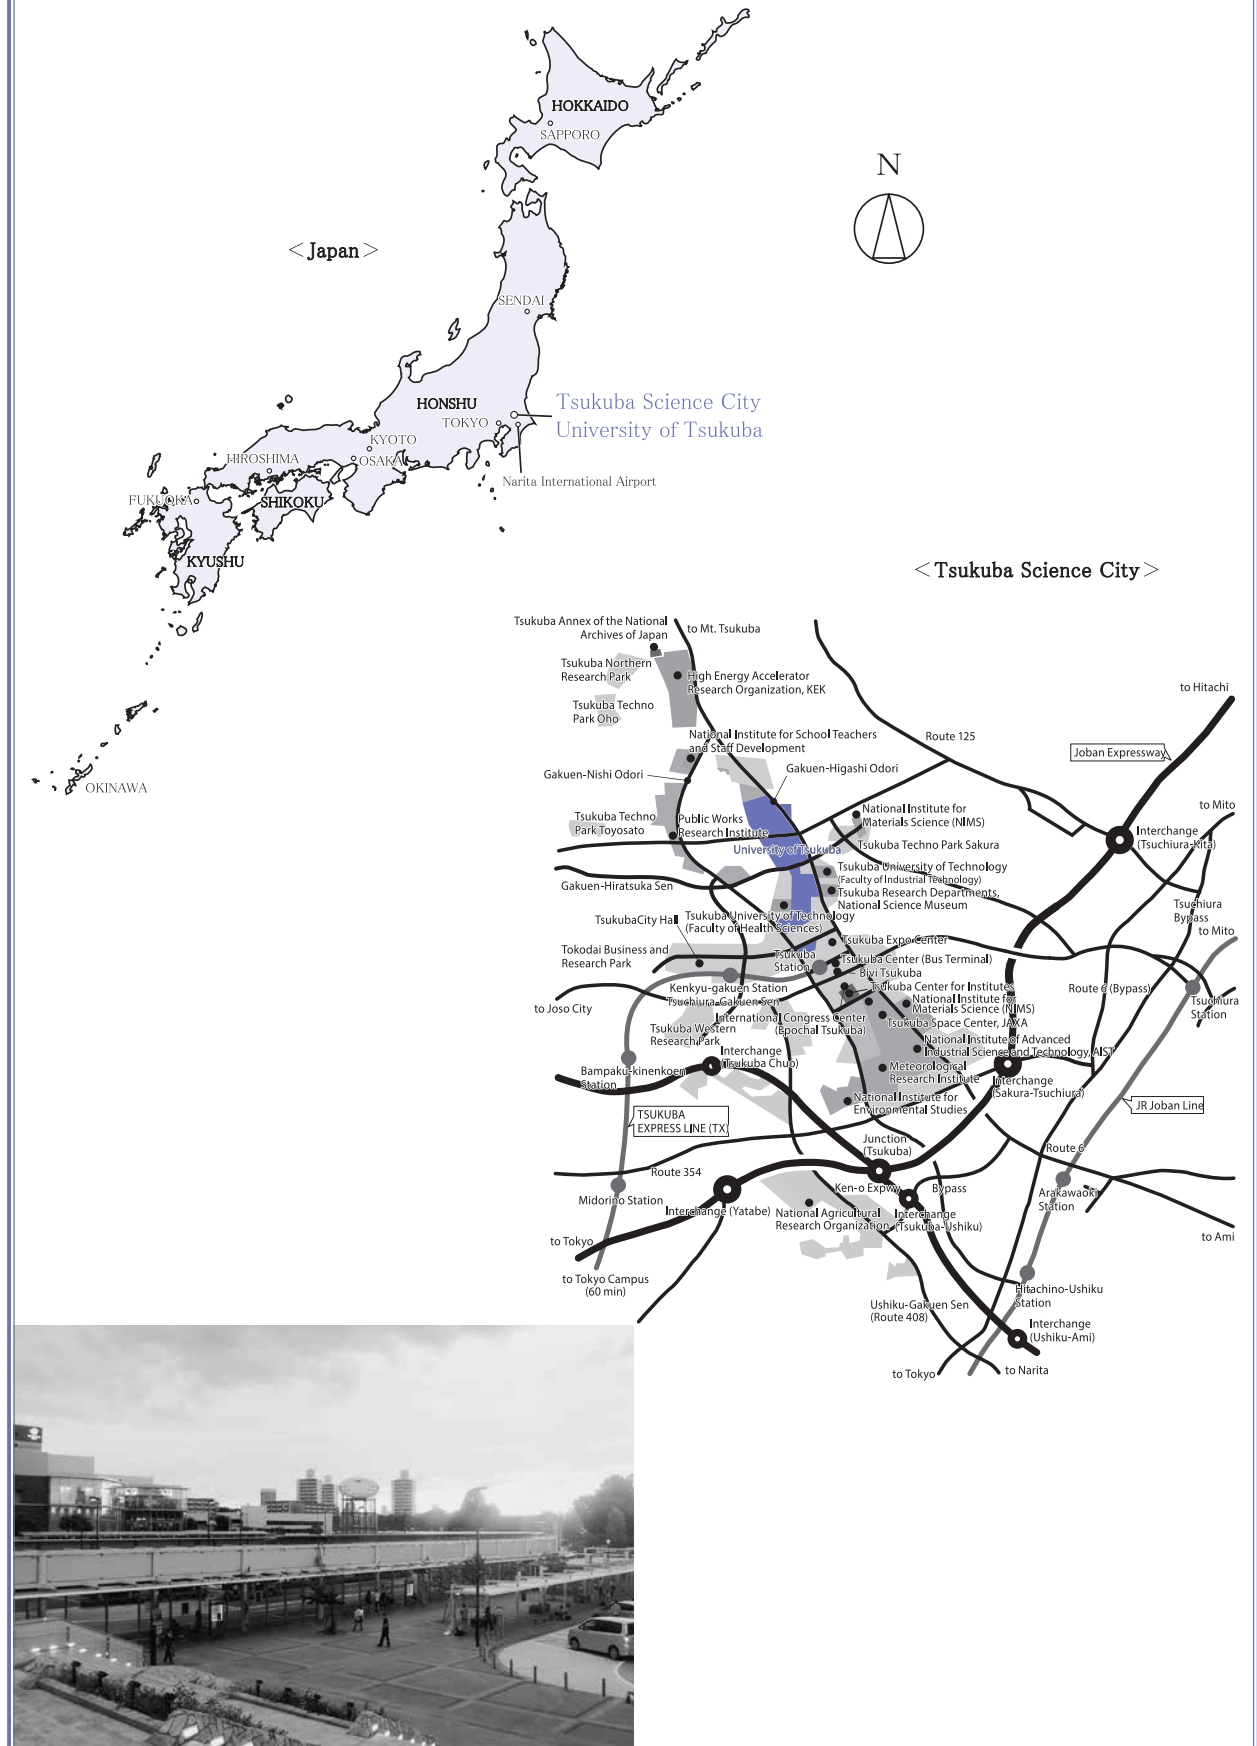 HOKKAIDO
SAPPORO
N
<Japan>
SENDAI
HONSHU
TOKYO
Tsukuba Science City
University of Tsukuba
KYOTO
OSAKA
HIROSHIMA
Narita International Airport
FUKUOKA
SHIKOKU
KYUSHU
OKINAWA
<Tsukuba Science City>
Tsukuba Annex of the National
Archives of Japan
to Mt. Tsukuba
Tsukuba Northern
Research Park
High Energy Accelerator
Research Organization, KEK
to Hitachi
Tsukuba Techno
Park Oho
National Institute for School Teachers
and Staff Development
Route 125
Joban Expressway
Gakuen-Nishi Odori
Gakuen-Higashi Odori
to Mito
Tsukuba Techno
Park Toyosato
Public Works
Research Institute
National Institute for
Materials Science (NIMS)
Interchange
(Tsuchiura-Kita)
University of Tsukuba
Tsukuba Techno Park Sakura
Tsukuba University of Technology
(Faculty of Industrial Technology)
Gakuen-Hiratsuka Sen
Tsukuba Research Departments,
National Science Museum
Tsuchiura
Bypass
TsukubaCity Hall
Tsukuba University of Technology
(Faculty of Health Sciences)
to Mito
Tsukuba Expo Center
Tokodai Business and
Research Park
Tsukuba
Station
Tsukuba Center (Bus Terminal)
Bivi Tsukuba
Kenkyu-gakuen Station
Tsukuba Center for Institutes
Route 6 (Bypass)
Tsuchiura-Gakuen Sen
National Institute for
Materials Science (NIMS)
Tsuchiura
Station
to Joso City
International Congress Center
(Epochal Tsukuba)
Tsukuba Space Center, JAXA
Tsukuba Western
Research Park
National Institute of Advanced
Industrial Science and Technology, AIST
Interchange
(Tsukuba Chuo)
Bampaku-kinenkoen
Station
Meteorological
Research Institute
Interchange
(Sakura-Tsuchiura)
National Institute for
Environmental Studies
JR Joban Line
TSUKUBA
EXPRESS LINE (TX)
Junction
(Tsukuba)
Route 6
Route 354
Ken-o Expwy
Bypass
Midorino Station
Arakawaoki
Station
Interchange (Yatabe)
National Agricultural
Research Organization
Interchange
(Tsukuba-Ushiku)
to Tokyo
to Ami
to Tokyo Campus
(60 min)
Hitachino-Ushiku
Station
Ushiku-Gakuen Sen
(Route 408)
Interchange
(Ushiku-Ami)
to Tokyo
to Narita